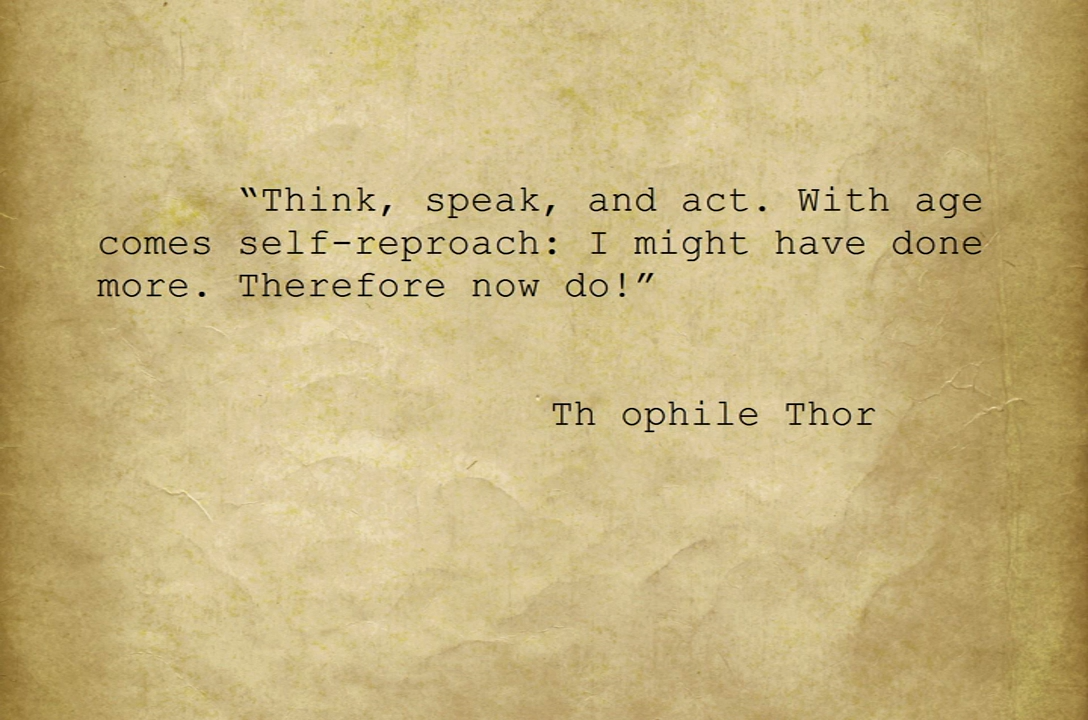 “Think, speak, and act. With age
comes self-reproach: I might have done
more. Therefore now do!”
Th ophile Thor